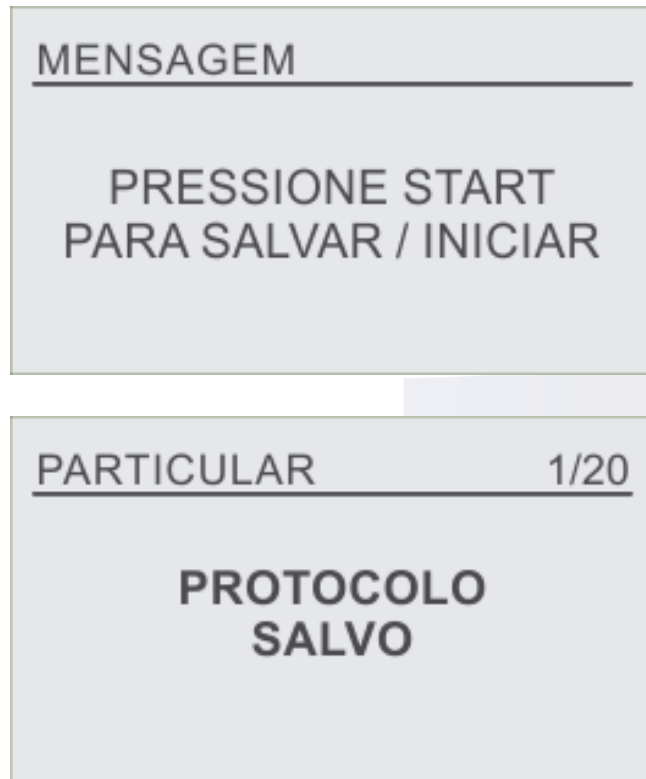 MENSAGEM
PRESSIONE START
PARA SALVAR / INICIAR
PARTICULAR 1/20
PROTOCOLO
SALVO